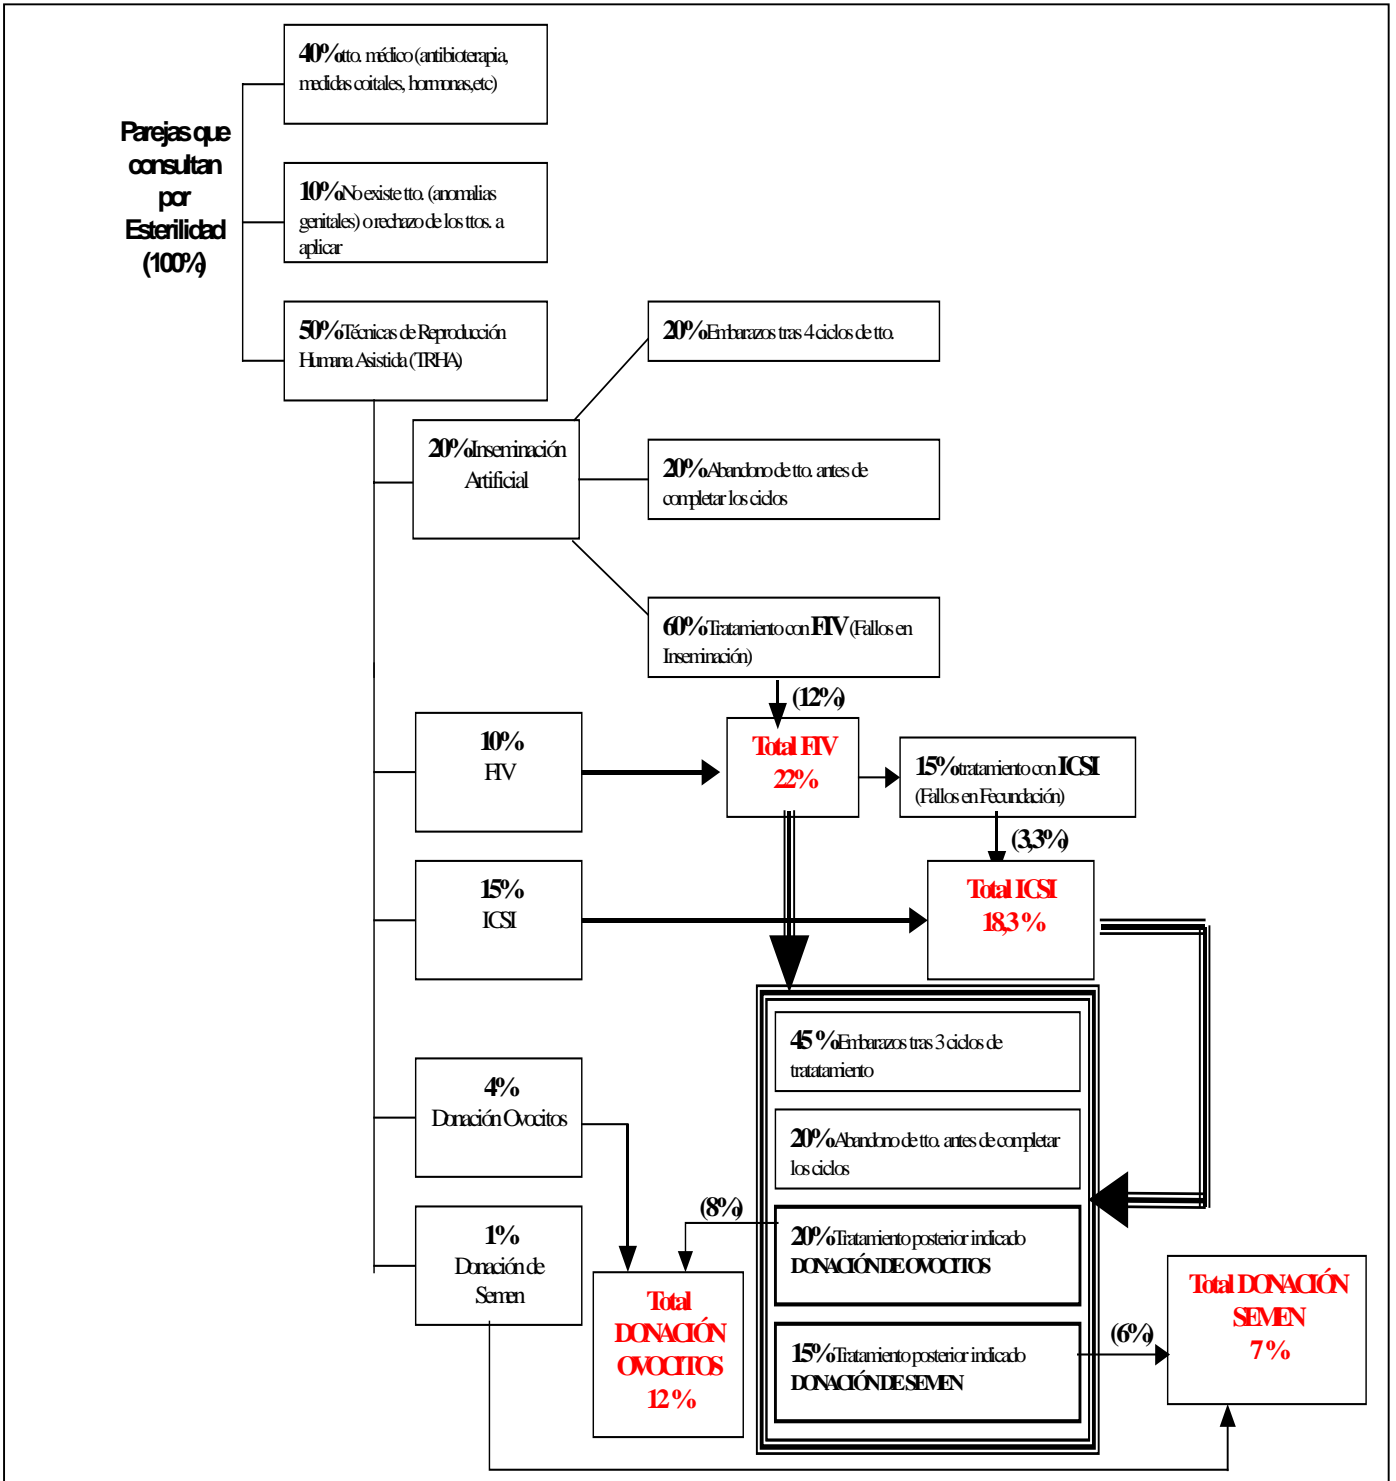 40% tto. médico (antibioterapia,
medidas coitales, hormonas,etc)
Parejas que
consultan
por
Esterilidad
(100%)
10% No existe tto. (anomalias
genitales) o rechazo de los ttos. a
aplicar
50% Técnicas de Reproducción
Humana Asistida (TRHA)
20% Embarazos tras 4 ciclos de tto.
20% Inseminación
Artificial
20% Abandono de tto. antes de
completar los ciclos
60% Tratamiento con FIV (Fallos en
Inseminación)
(12%)
10%
FIV
Total FIV
22%
15% tratamiento con ICSI
(Fallos en Fecundación)
(3,3%)
15%
ICSI
Total ICSI
18,3 %
45 % Embarazos tras 3 ciclos de
tratatamiento
4%
Donación Ovocitos
20% Abandono de tto. antes de completar
los ciclos
(8%)
20% Tratamiento posterior indicado
DONACIÓN DE OVOCITOS
1%
Donación de
Semen
Total
DONACIÓN
OVOCITOS
12 %
15% Tratamiento posterior indicado
DONACIÓN DE SEMEN
(6%)
Total DONACIÓN
SEMEN
7 %